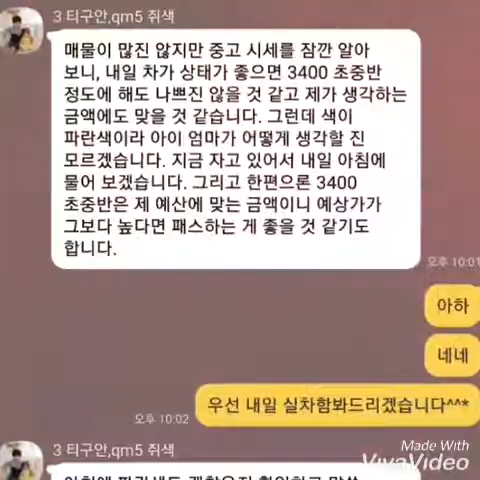 3 티구안,qm5 쥐색
매물이 많진 않지만 중고 시세를 잠깐 알아
보니, 내일 차가 상태가 좋으면 3400 초중반
정도에 해도 나쁘진 않을 것 같고 제가 생각하는
금액에도 맞을 것 같습니다. 그런데 색이
파란색이라 아이 엄마가 어떻게 생각할 진
모르겠습니다. 지금 자고 있어서 내일 아침에
물어 보겠습니다. 그리고 한편으론 3400
초중반은 제 예산에 맞는 금액이니 예상가가
그보다 높다면 패스하는 게 좋을 것 같기도
합니다.
오후 10:01
아하
네네
우선 내일 실차함봐드리겠습니다^^*
오후 10:02
3 티구안,qm5 쥐색
Made With
VivaVideo